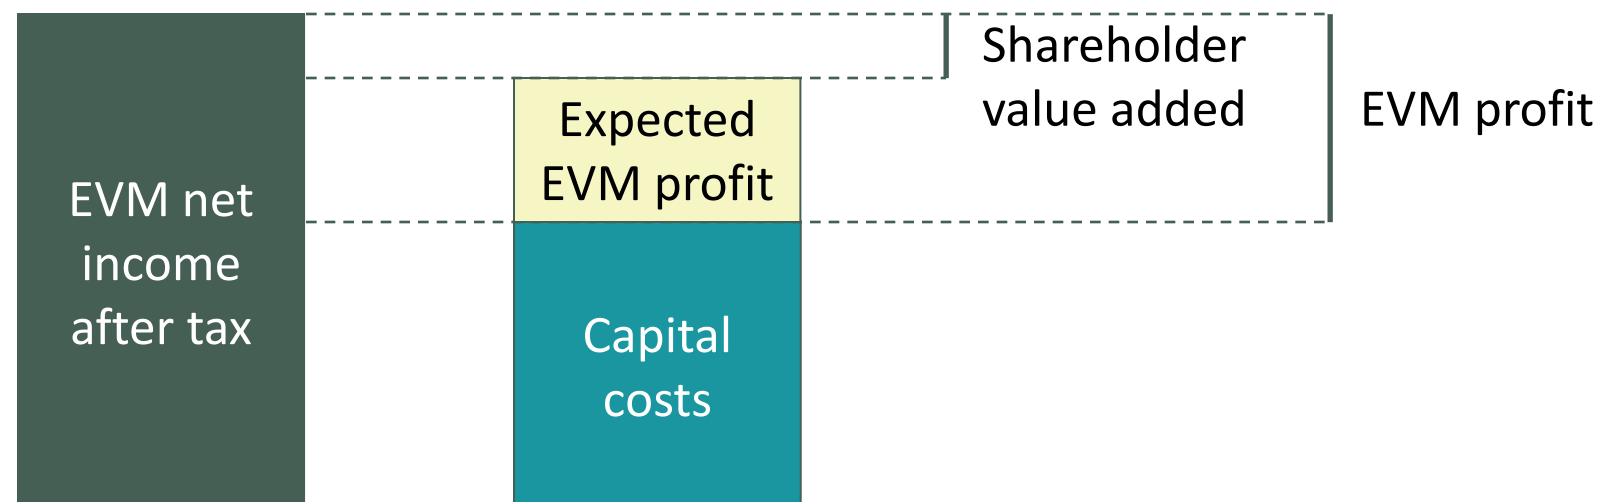 EVM net
income
after tax
Expected
EVM profit
Capital
costs
Shareholder
value added
EVM profit